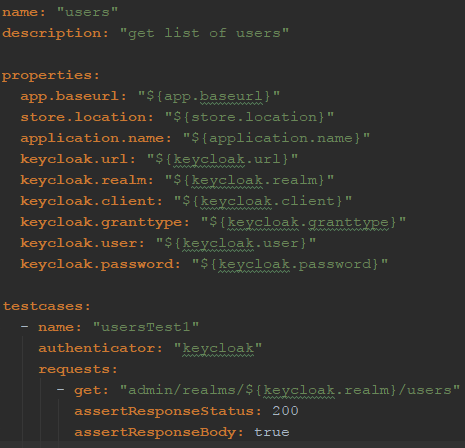 name: "users"
description: "get list of users"

properties:
  app.baseurl: "${app.baseurl}"
  store.location: "${store.location}"
  application.name: "${application.name}"
  keycloak.url: "${keycloak.url}"
  keycloak.realm: "${keycloak.realm}"
  keycloak.client: "${keycloak.client}"
  keycloak.granttype: "${keycloak.granttype}"
  keycloak.user: "${keycloak.user}"
  keycloak.password: "${keycloak.password}"

testcases:
  - name: "usersTest1"
    authenticator: "keycloak"
    requests:
      - get: "admin/realms/${keycloak.realm}/users"
        assertResponseStatus: 200
        assertResponseBody: true